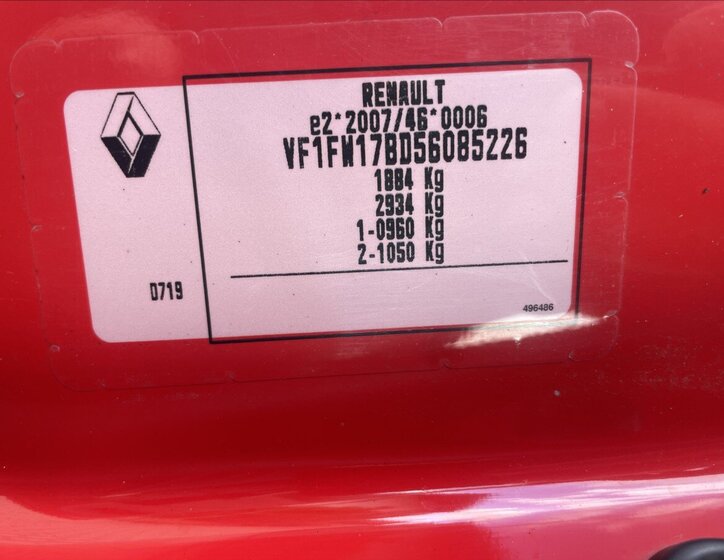 RENAULT
e2*2007/46*0006
VF1FW17BD56085226
1884 Kg
2934 Kg
1-0960 Kg
2-1050 Kg
D719
496486